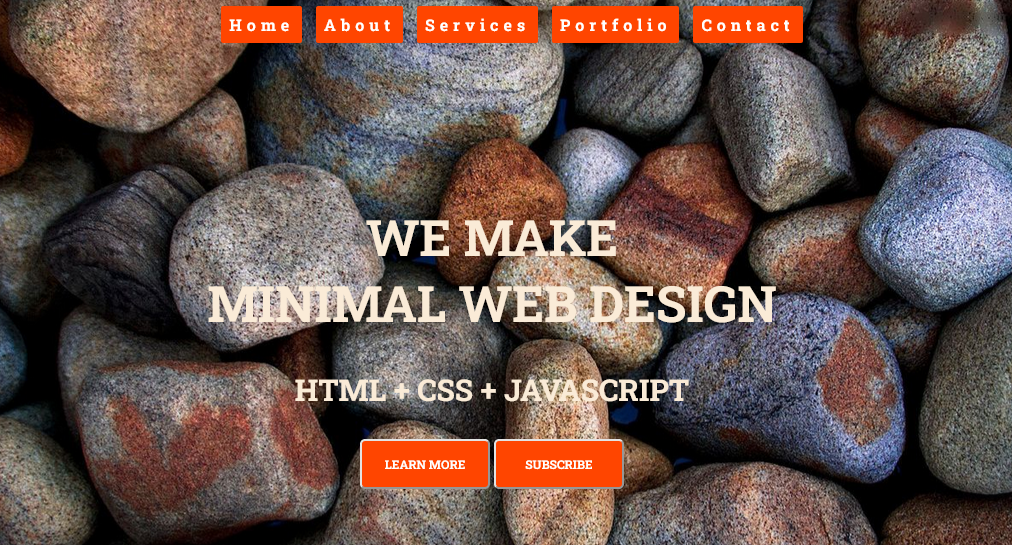 Home About Services Portfolio Contact
WE MAKE
MINIMAL WEB DESIGN
HTML + CSS + JAVASCRIPT
LEARN MORE SUBSCRIBE